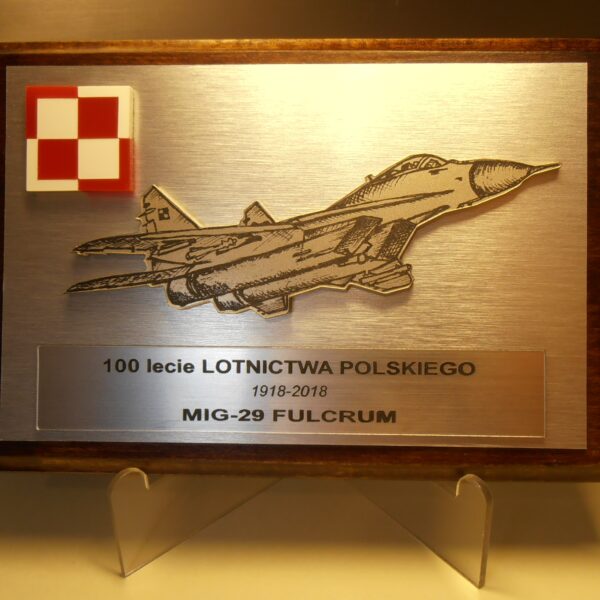 100 lecie LOTNICTWA POLSKIEGO
1918-2018
MIG-29 FULCRUM